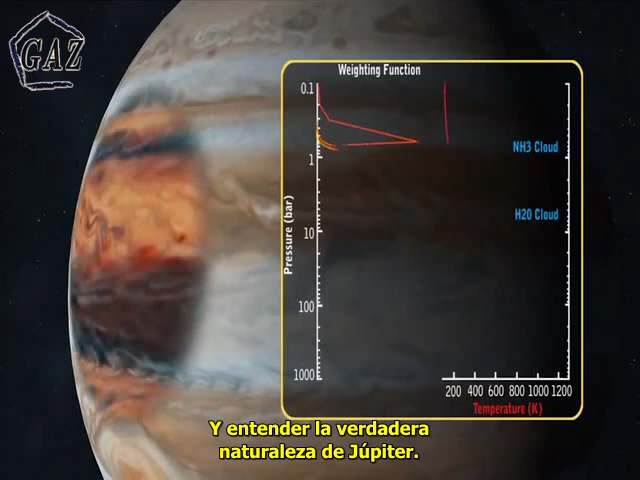 GAZ
Weighting Function
0.1
1
10
100
1000
Pressure (bar)
NH3 Cloud
H20 Cloud
200 400 600 800 1000 1200
Temperature (K)
Y entender la verdadera
naturaleza de Júpiter.